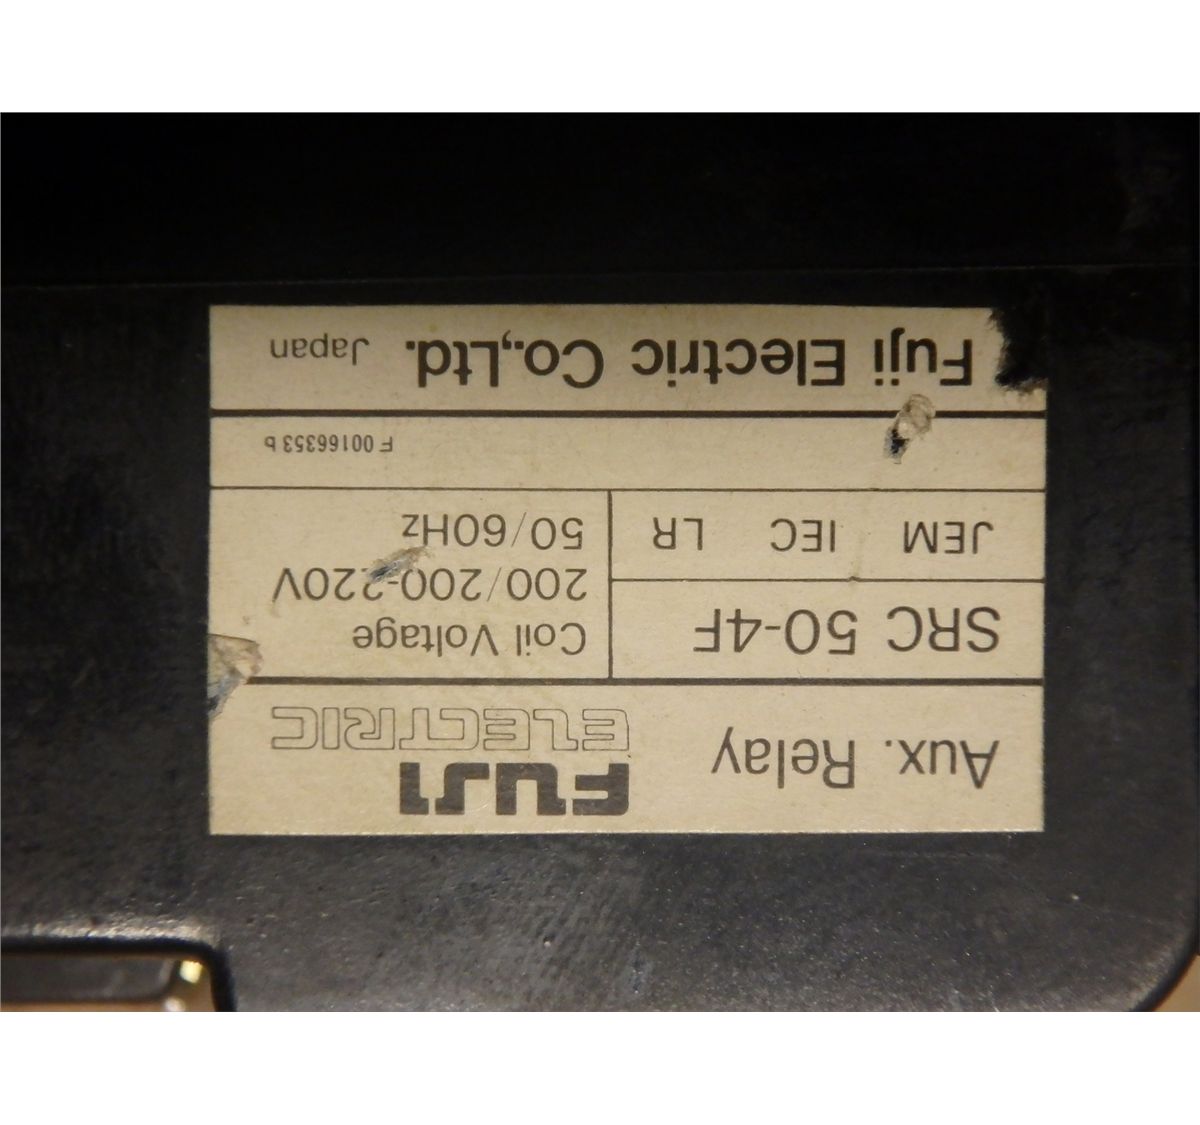 Aux. Relay
FUJI
ELECTRIC
SRC 50-4F
JEM IEC LR
Coil Voltage
200/200-220V
50/60Hz
F 00166353 b
Fuji Electric Co.,Ltd. Japan